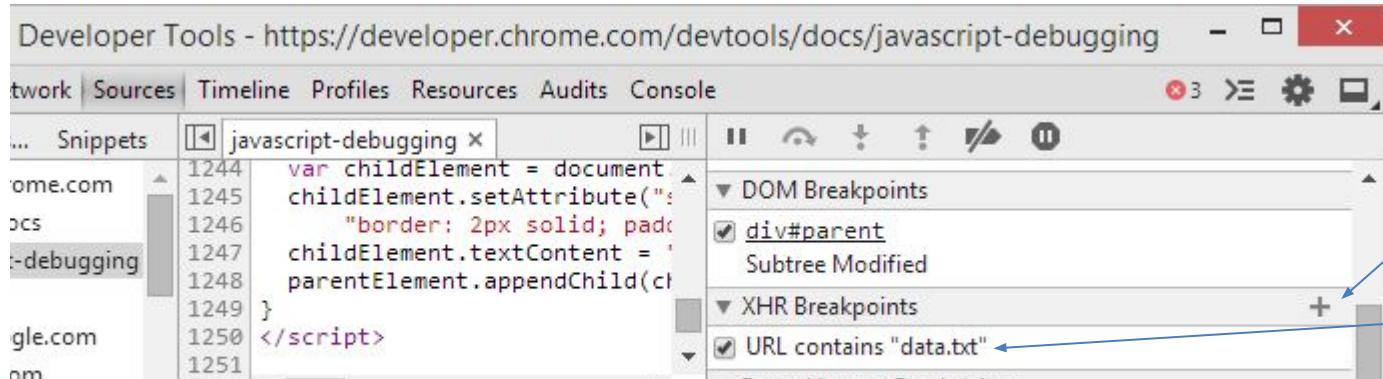 Developer Tools - https://developer.chrome.com/devtools/docs/javascript-debugging
Sources Timeline Profiles Resources Audits Console 3
... Snippets javascript-debugging ×
1244 var childElement = document.
1245 childElement.setAttribute("s
1246 "border: 2px solid; padd
1247 childElement.textContent = "
1248 parentElement.appendChild(ch
1249 }
1250 </script>
1251
ome.com
ocs
-debugging
gle.com
om
DOM Breakpoints
div#parent
Subtree Modified
XHR Breakpoints +
URL contains "data.txt"